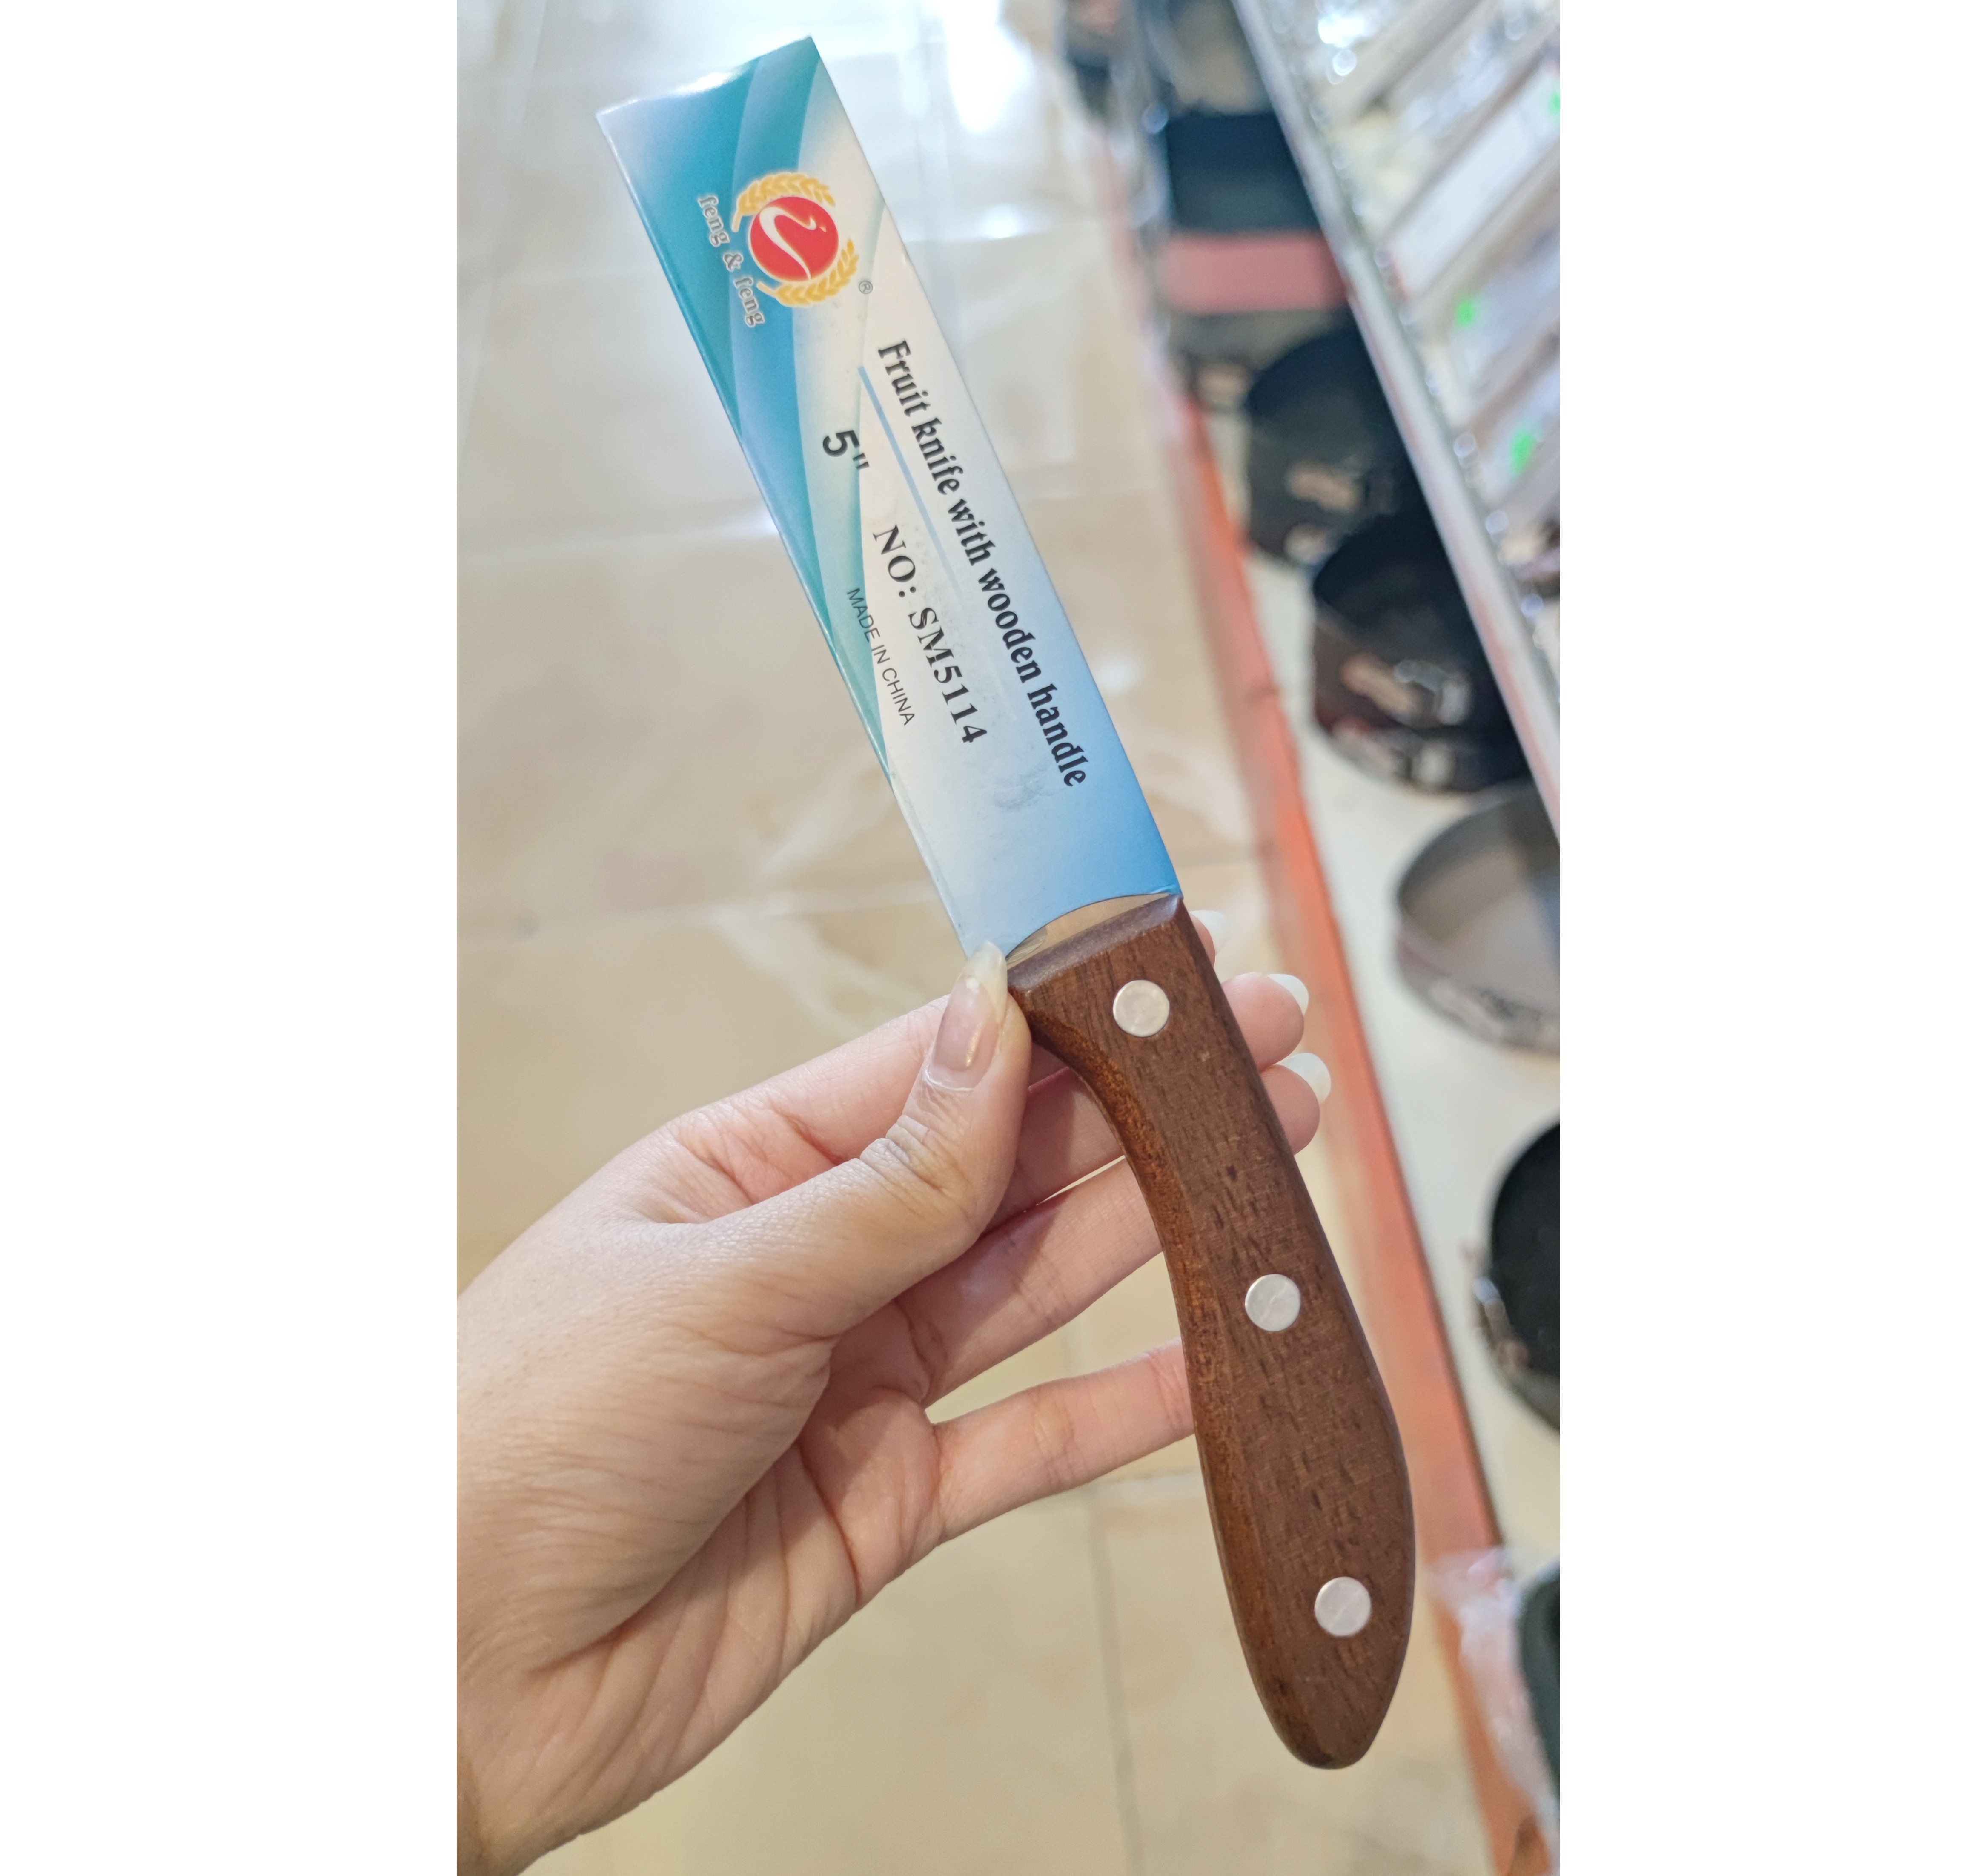 feng & feng
®
Fruit knife with wooden handle
5" NO: SM5114
MADE IN CHINA